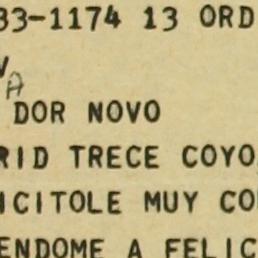 33-1174 13 ORD
V
A
DOR NOVO
RID TRECE COYO
ICITOLE MUY CO
ENDOME A FELIC